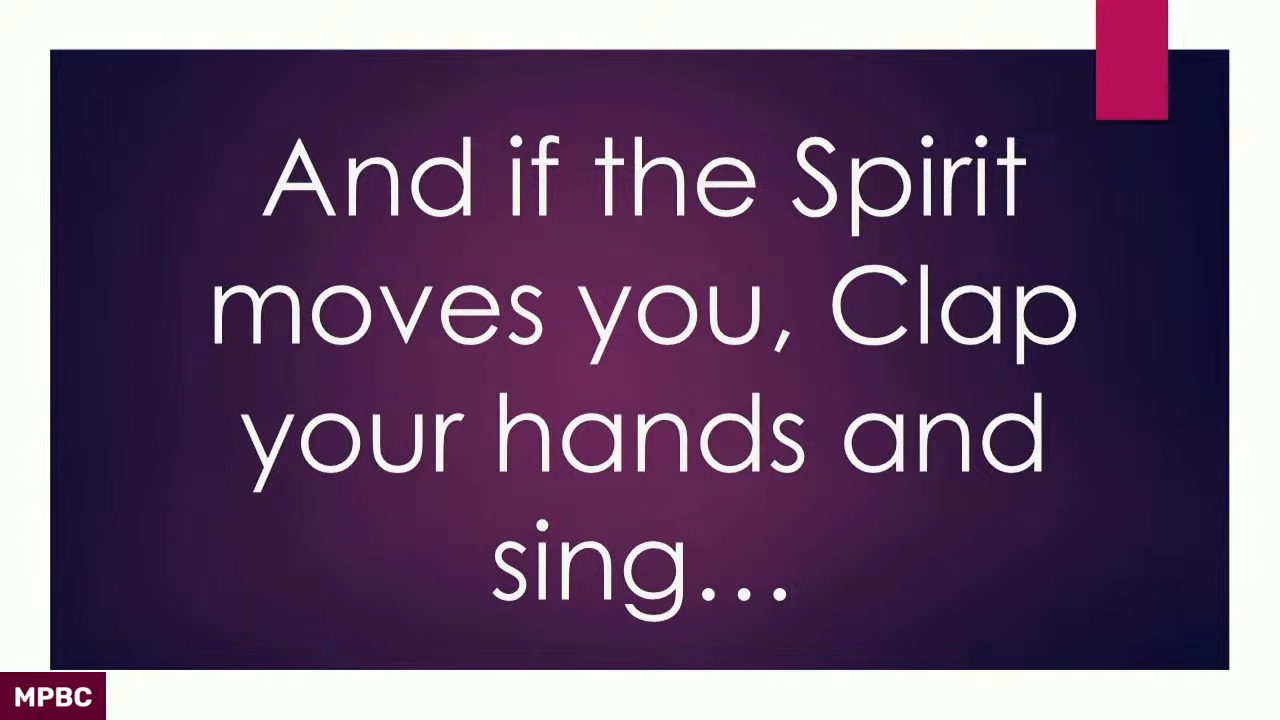 And if the Spirit
moves you, Clap
your hands and
sing...
MPBC